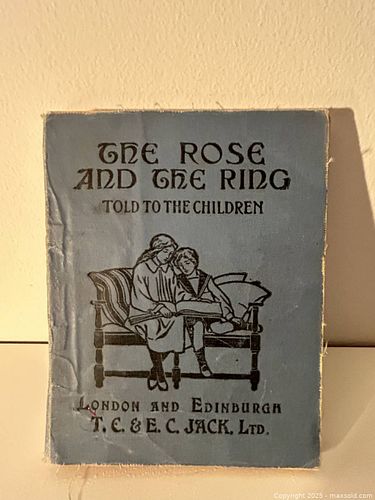 THE ROSE
AND THE RING
TOLD TO THE CHILDREN
LONDON AND EDINBURGH
T. C. & E. C. JACK, LTD.
Copyright 2025 - maxsold.com